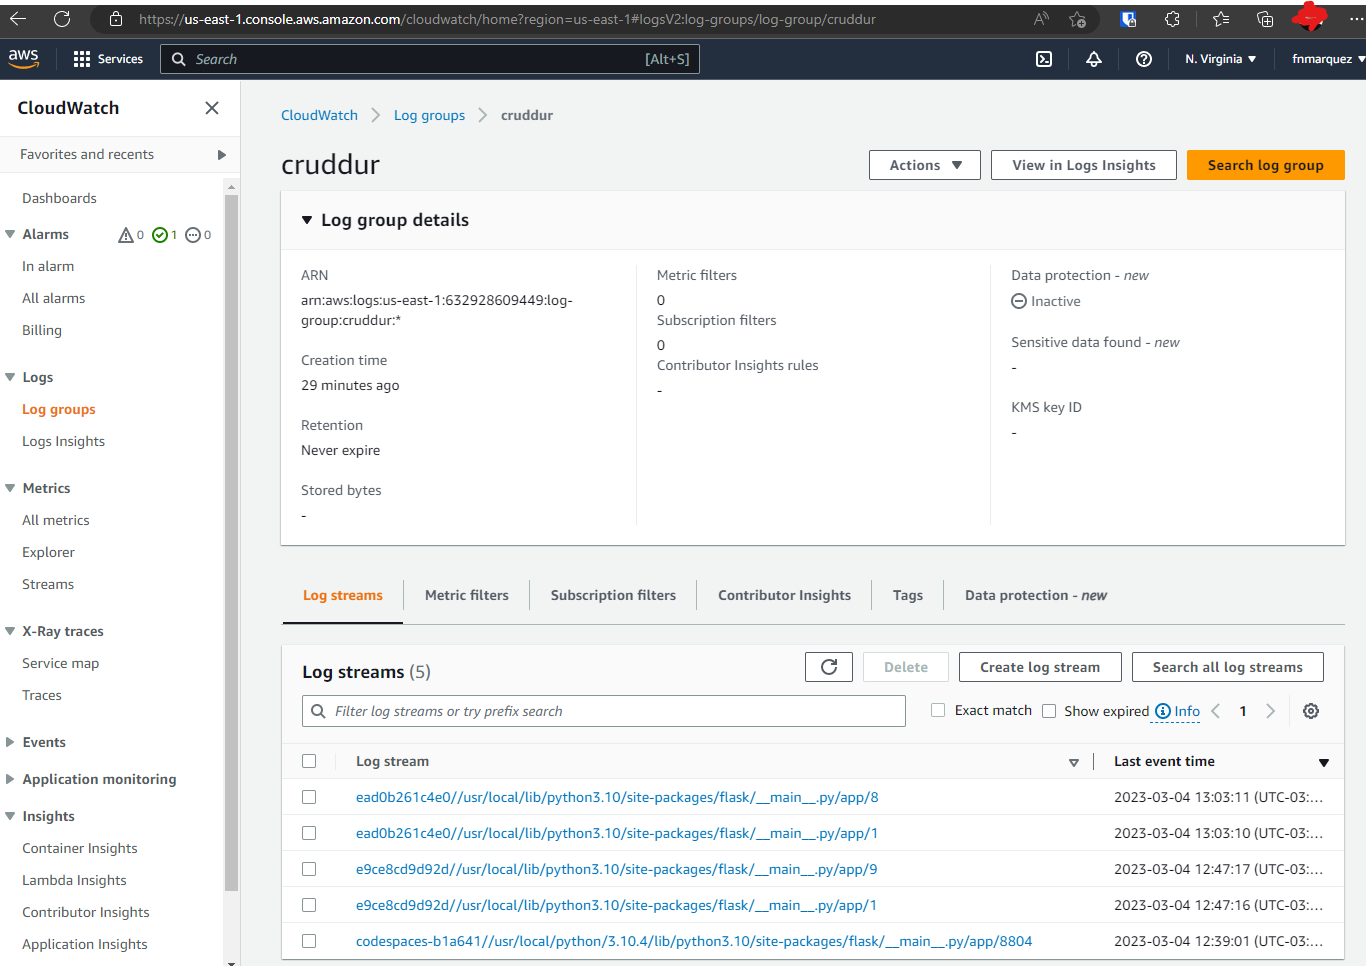 https://us-east-1.console.aws.amazon.com/cloudwatch/home?region=us-east-1#logsV2:log-groups/log-group/cruddur
aws
Services
Search
[Alt+S]
N. Virginia
fnmarquez
CloudWatch
Favorites and recents
Dashboards
Alarms
0
1
0
In alarm
All alarms
Billing
Logs
Log groups
Logs Insights
Metrics
All metrics
Explorer
Streams
X-Ray traces
Service map
Traces
Events
Application monitoring
Insights
Container Insights
Lambda Insights
Contributor Insights
Application Insights
CloudWatch
Log groups
cruddur
cruddur
Actions
View in Logs Insights
Search log group
Log group details
ARN
arn:aws:logs:us-east-1:632928609449:log-
group:cruddur:*
Creation time
29 minutes ago
Retention
Never expire
Stored bytes
-
Metric filters
0
Subscription filters
0
Contributor Insights rules
-
Data protection - new
Inactive
Sensitive data found - new
-
KMS key ID
-
Log streams
Metric filters
Subscription filters
Contributor Insights
Tags
Data protection - new
Log streams (5)
Delete
Create log stream
Search all log streams
Filter log streams or try prefix search
Exact match
Show expired
Info
1
Log stream
Last event time
ead0b261c4e0//usr/local/lib/python3.10/site-packages/flask/__main__.py/app/8
2023-03-04 13:03:11 (UTC-03:...
ead0b261c4e0//usr/local/lib/python3.10/site-packages/flask/__main__.py/app/1
2023-03-04 13:03:10 (UTC-03:...
e9ce8cd9d92d//usr/local/lib/python3.10/site-packages/flask/__main__.py/app/9
2023-03-04 12:47:17 (UTC-03:...
e9ce8cd9d92d//usr/local/lib/python3.10/site-packages/flask/__main__.py/app/1
2023-03-04 12:47:16 (UTC-03:...
codespaces-b1a641//usr/local/python/3.10.4/lib/python3.10/site-packages/flask/__main__.py/app/8804
2023-03-04 12:39:01 (UTC-03:...